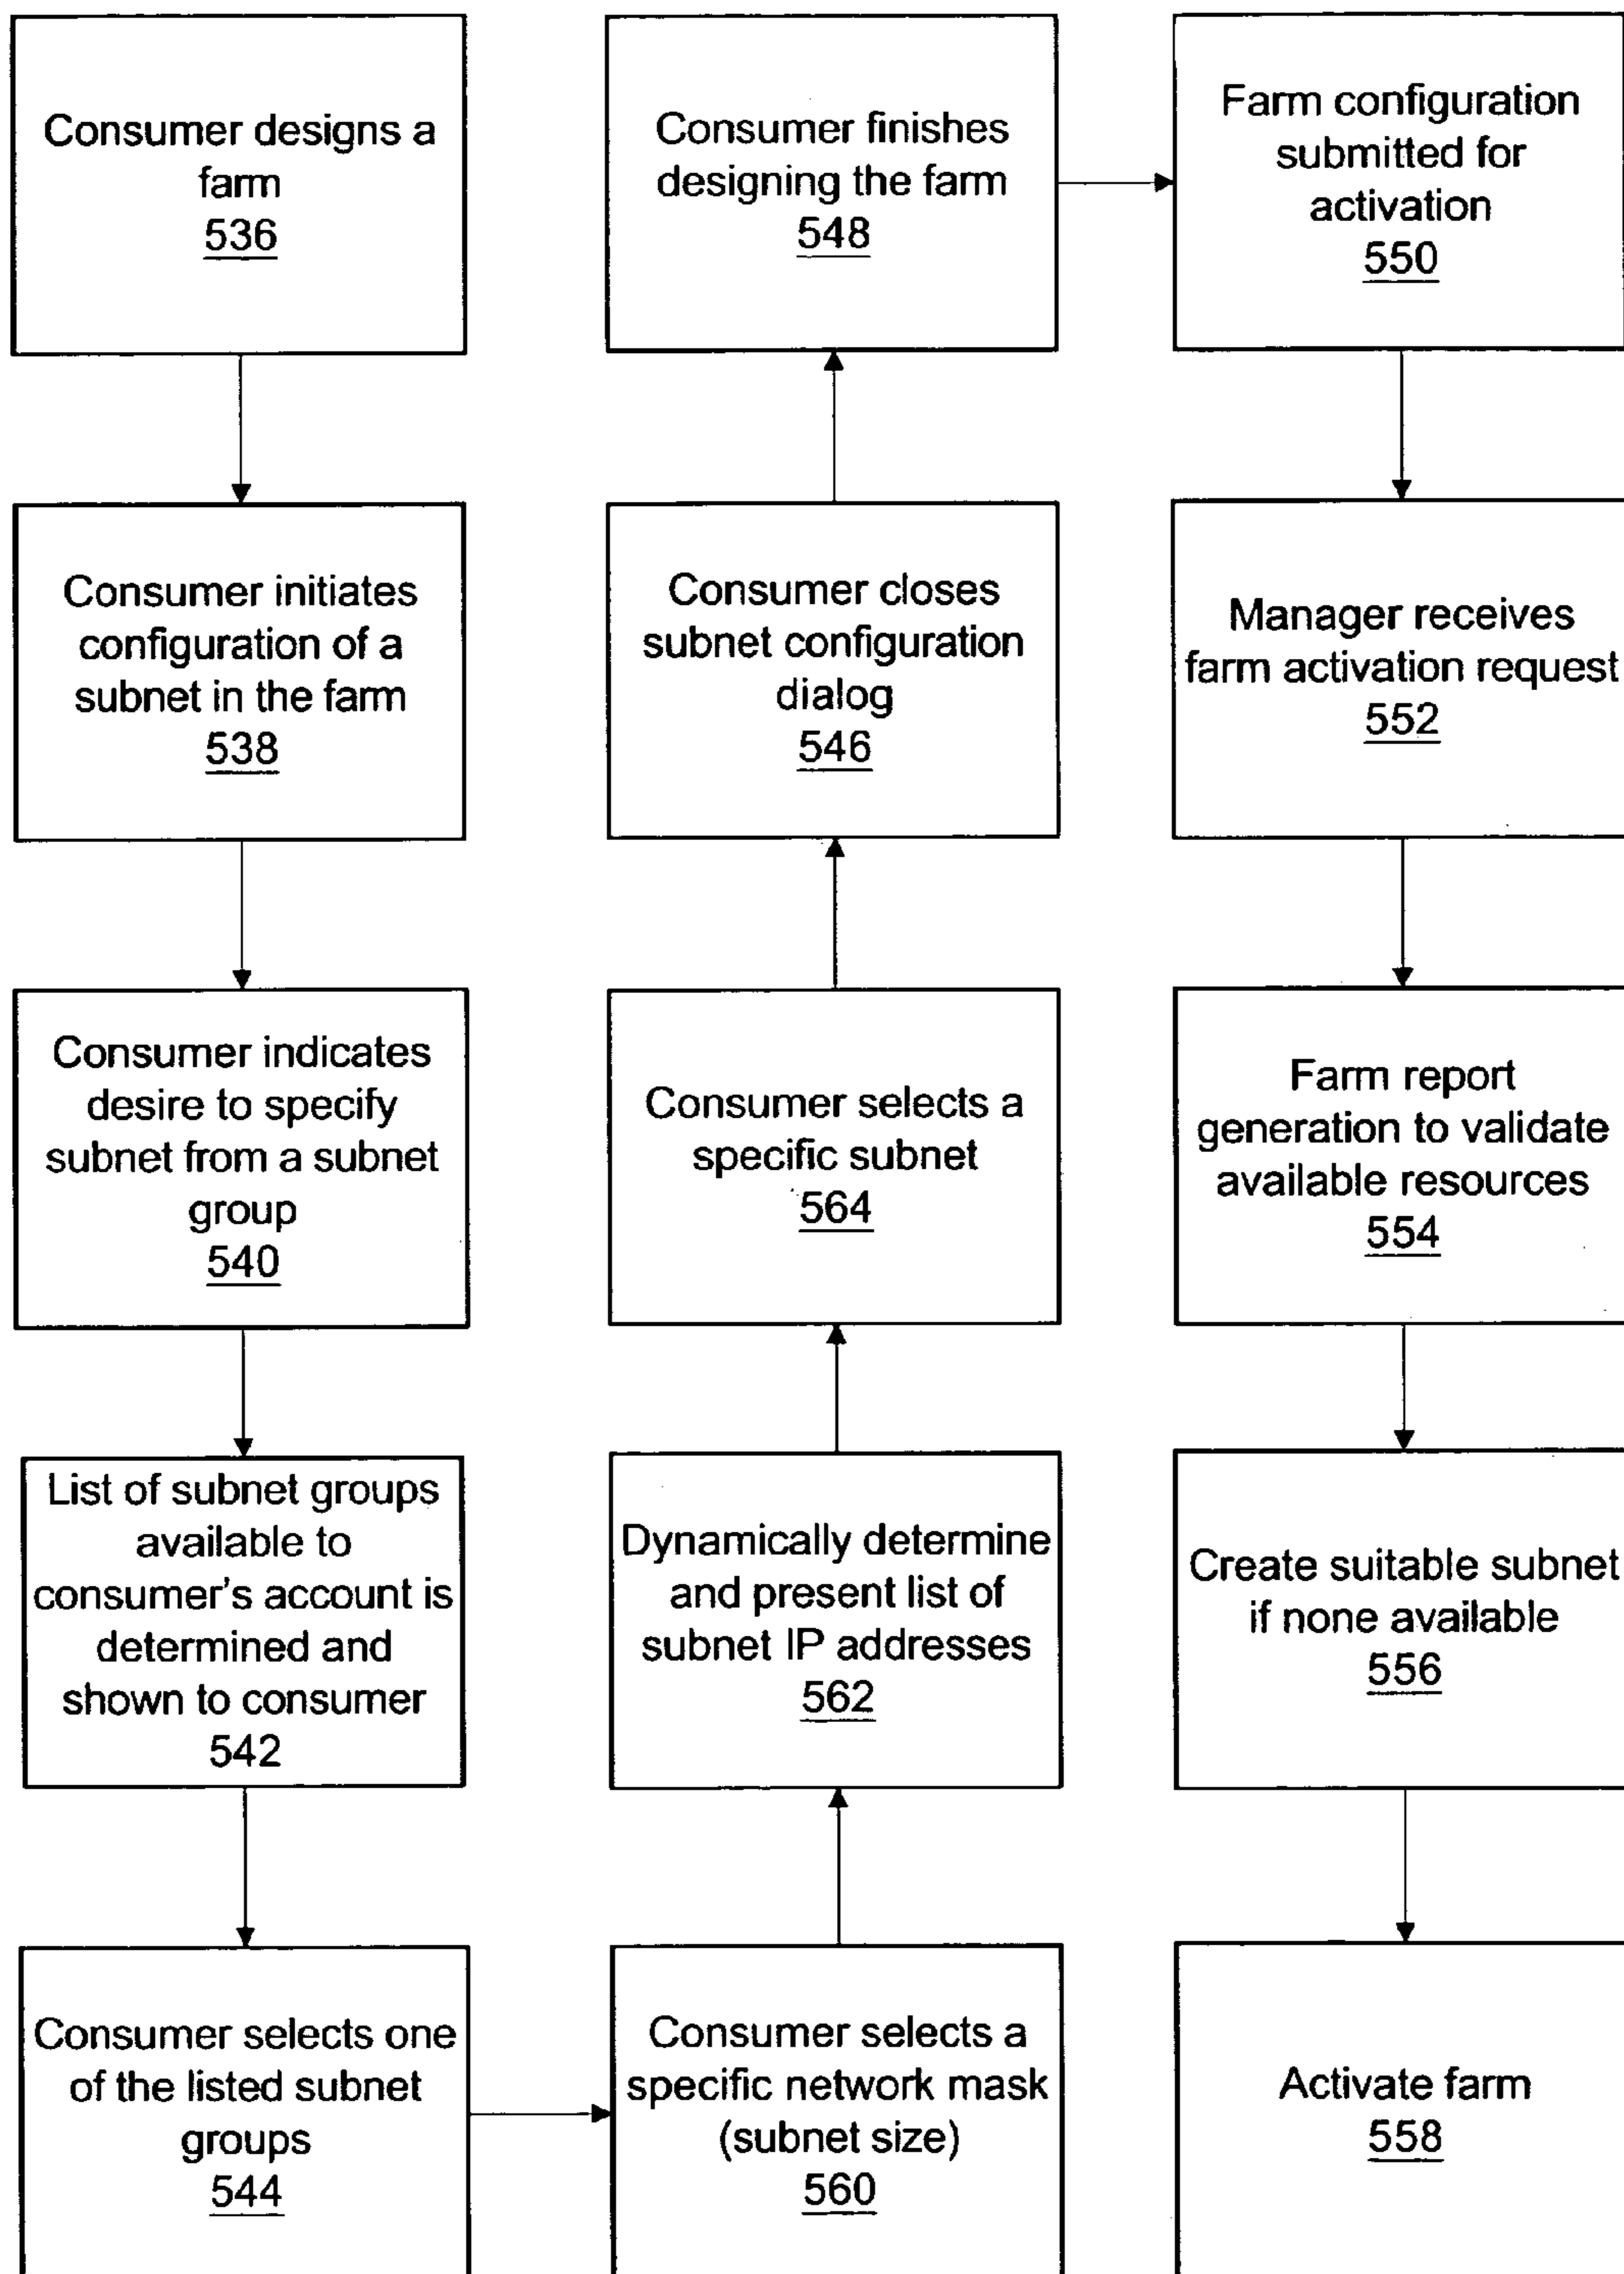 Consumer designs a
farm
536
Consumer initiates
configuration of a
subnet in the farm
538
Consumer indicates
desire to specify
subnet from a subnet
group
540
List of subnet groups
available to
consumer's account is
determined and
shown to consumer
542
Consumer selects one
of the listed subnet
groups
544
Consumer selects a
specific network mask
(subnet size)
560
Dynamically determine
and present list of
subnet IP addresses
562
Consumer selects a
specific subnet
564
Consumer closes
subnet configuration
dialog
546
Consumer finishes
designing the farm
548
Farm configuration
submitted for
activation
550
Manager receives
farm activation request
552
Farm report
generation to validate
available resources
554
Create suitable subnet
if none available
556
Activate farm
558